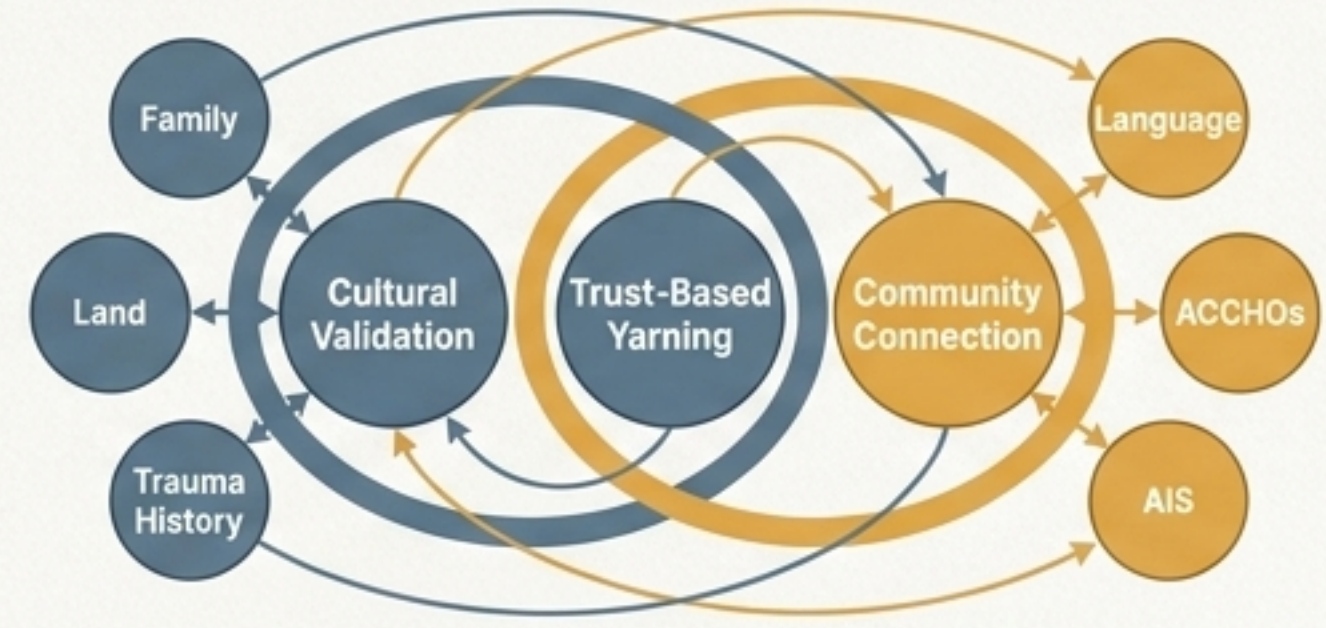 Family
Language
Cultural
Validation
Trust-Based
Yarning
Community
Connection
Land
ACCHOs
Trauma
History
AIS